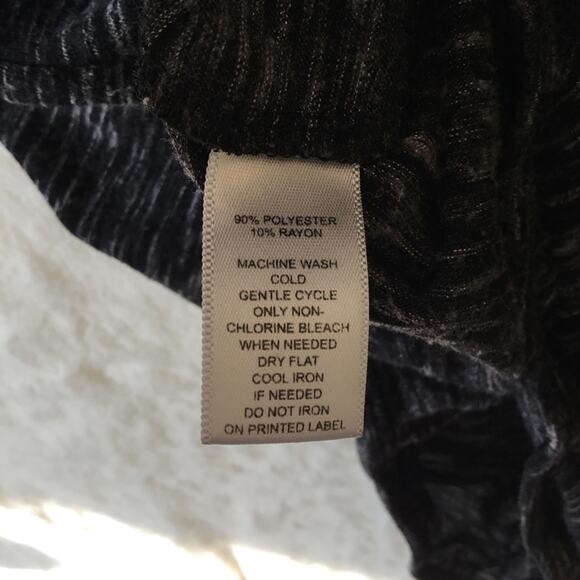 90% POLYESTER
10% RAYON
MACHINE WASH
COLD
GENTLE CYCLE
ONLY NON-
CHLORINE BLEACH
WHEN NEEDED
DRY FLAT
COOL IRON
IF NEEDED
DO NOT IRON
ON PRINTED LABEL